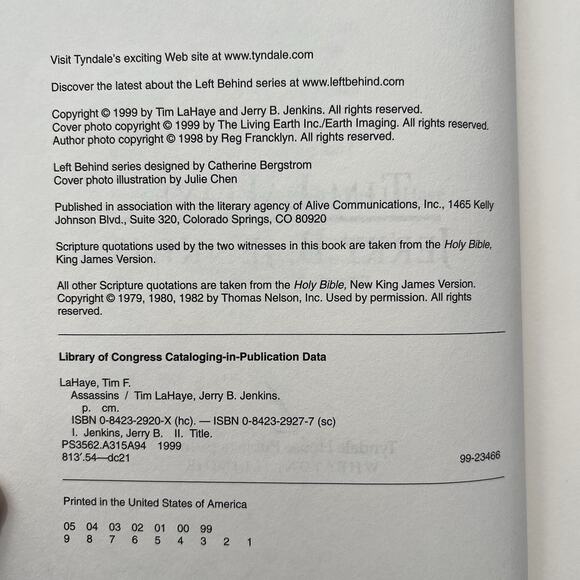 Visit Tyndale's exciting Web site at www.tyndale.com
Discover the latest about the Left Behind series at www.leftbehind.com
Copyright © 1999 by Tim LaHaye and Jerry B. Jenkins. All rights reserved.
Cover photo copyright © 1999 by The Living Earth Inc./Earth Imaging. All rights reserved.
Author photo copyright © 1998 by Reg Francklyn. All rights reserved.
Left Behind series designed by Catherine Bergstrom
Cover photo illustration by Julie Chen
Published in association with the literary agency of Alive Communications, Inc., 1465 Kelly
Johnson Blvd., Suite 320, Colorado Springs, CO 80920
Scripture quotations used by the two witnesses in this book are taken from the Holy Bible,
King James Version.
All other Scripture quotations are taken from the Holy Bible, New King James Version.
Copyright © 1979, 1980, 1982 by Thomas Nelson, Inc. Used by permission. All rights
reserved.
Library of Congress Cataloging-in-Publication Data
LaHaye, Tim F.
Assassins / Tim LaHaye, Jerry B. Jenkins.
p. cm.
ISBN 0-8423-2920-X (hc). — ISBN 0-8423-2927-7 (sc)
I. Jenkins, Jerry B. II. Title.
PS3562.A315A94 1999
813′.54—dc21 99-23466
Printed in the United States of America
05 04 03 02 01 00 99
9 8 7 6 5 4 3 2 1